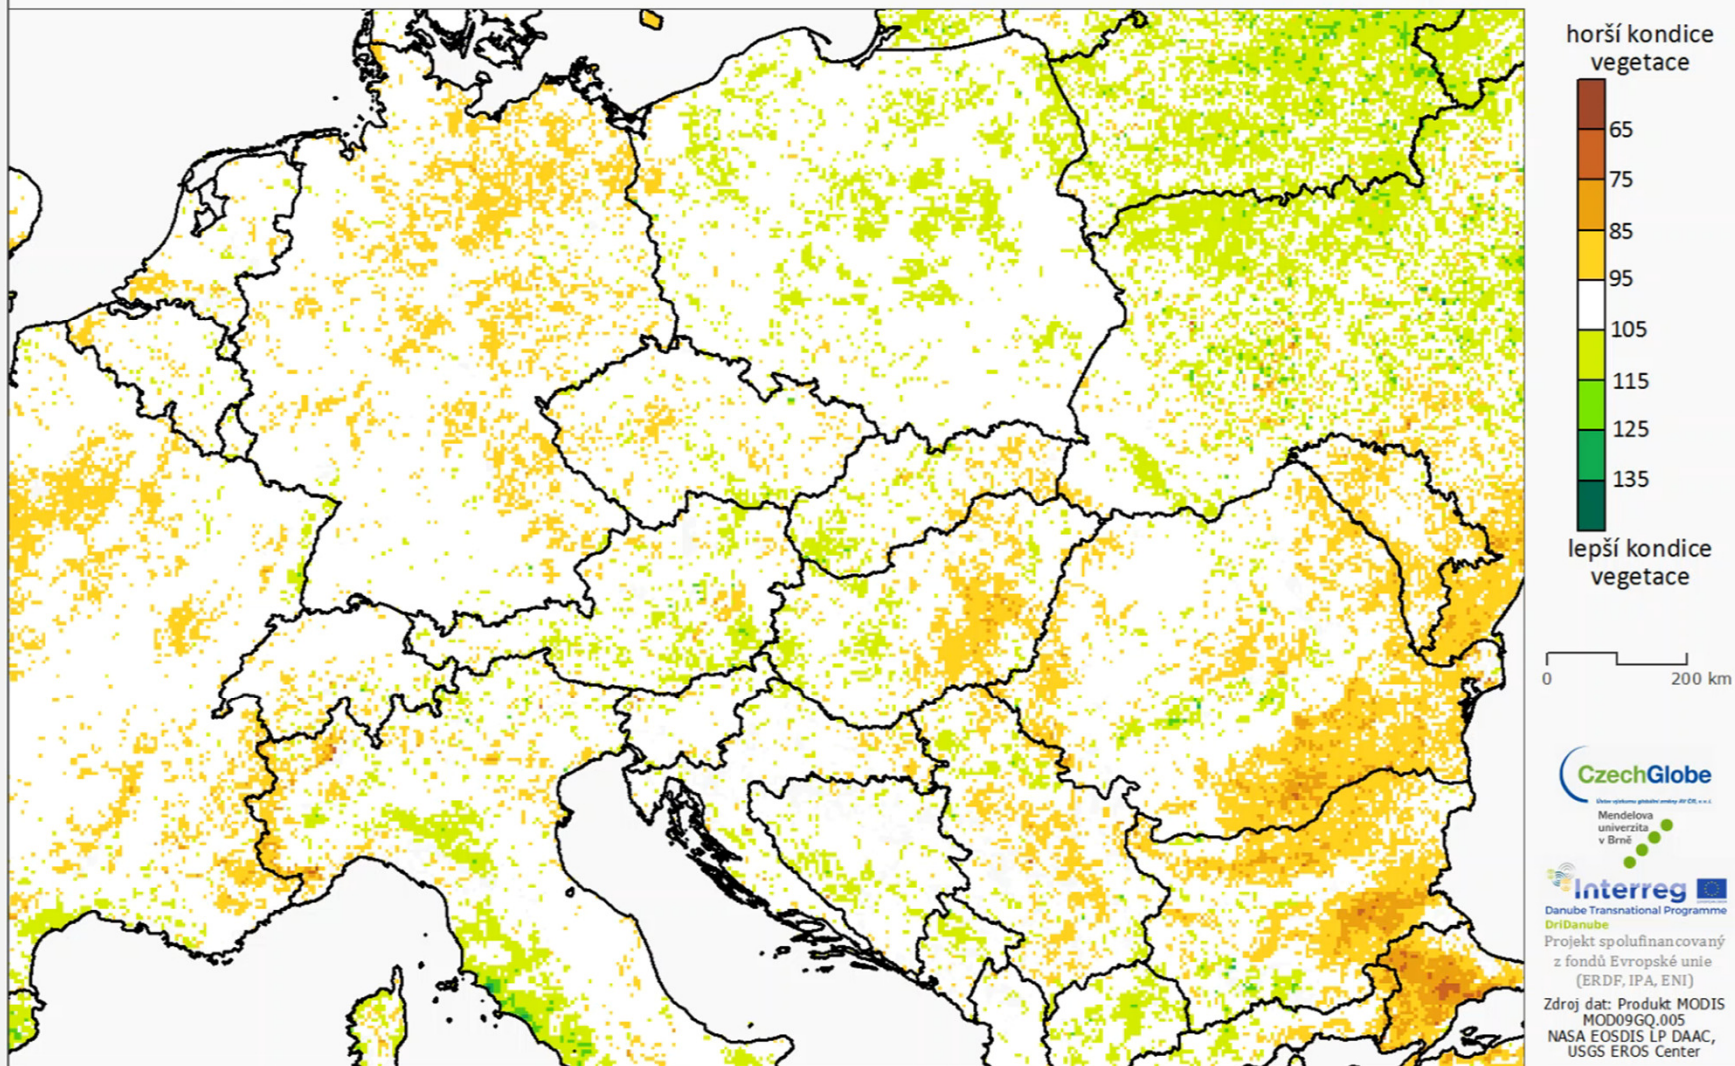 horší kondice
vegetace
65
75
85
95
105
115
125
135
lepší kondice
vegetace
0 200 km
CzechGlobe
Mendelova
univerzita
v Brně
Interreg
Danube Transnational Programme
DriDanube
Projekt spolufinancovaný
z fondů Evropské unie
(ERDF, IPA, ENI)
Zdroj dat: Produkt MODIS
MOD09GQ.005
NASA EOSDIS LP DAAC,
USGS EROS Center